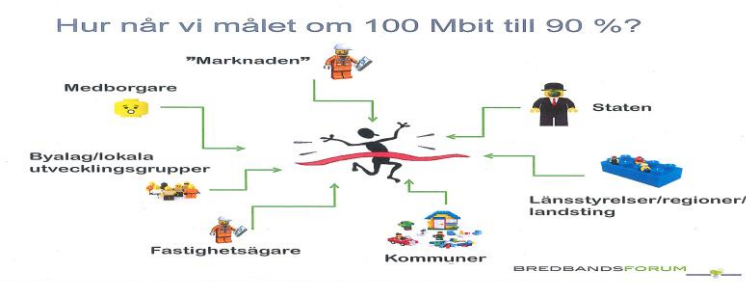 Hur når vi målet om 100 Mbit till 90 %?
”Marknaden”
Medborgare
Staten
Byalag/lokala
utvecklingsgrupper
Länsstyrelser/regioner/
landsting
Fastighetsägare
Kommuner
BREDBANDSFORUM